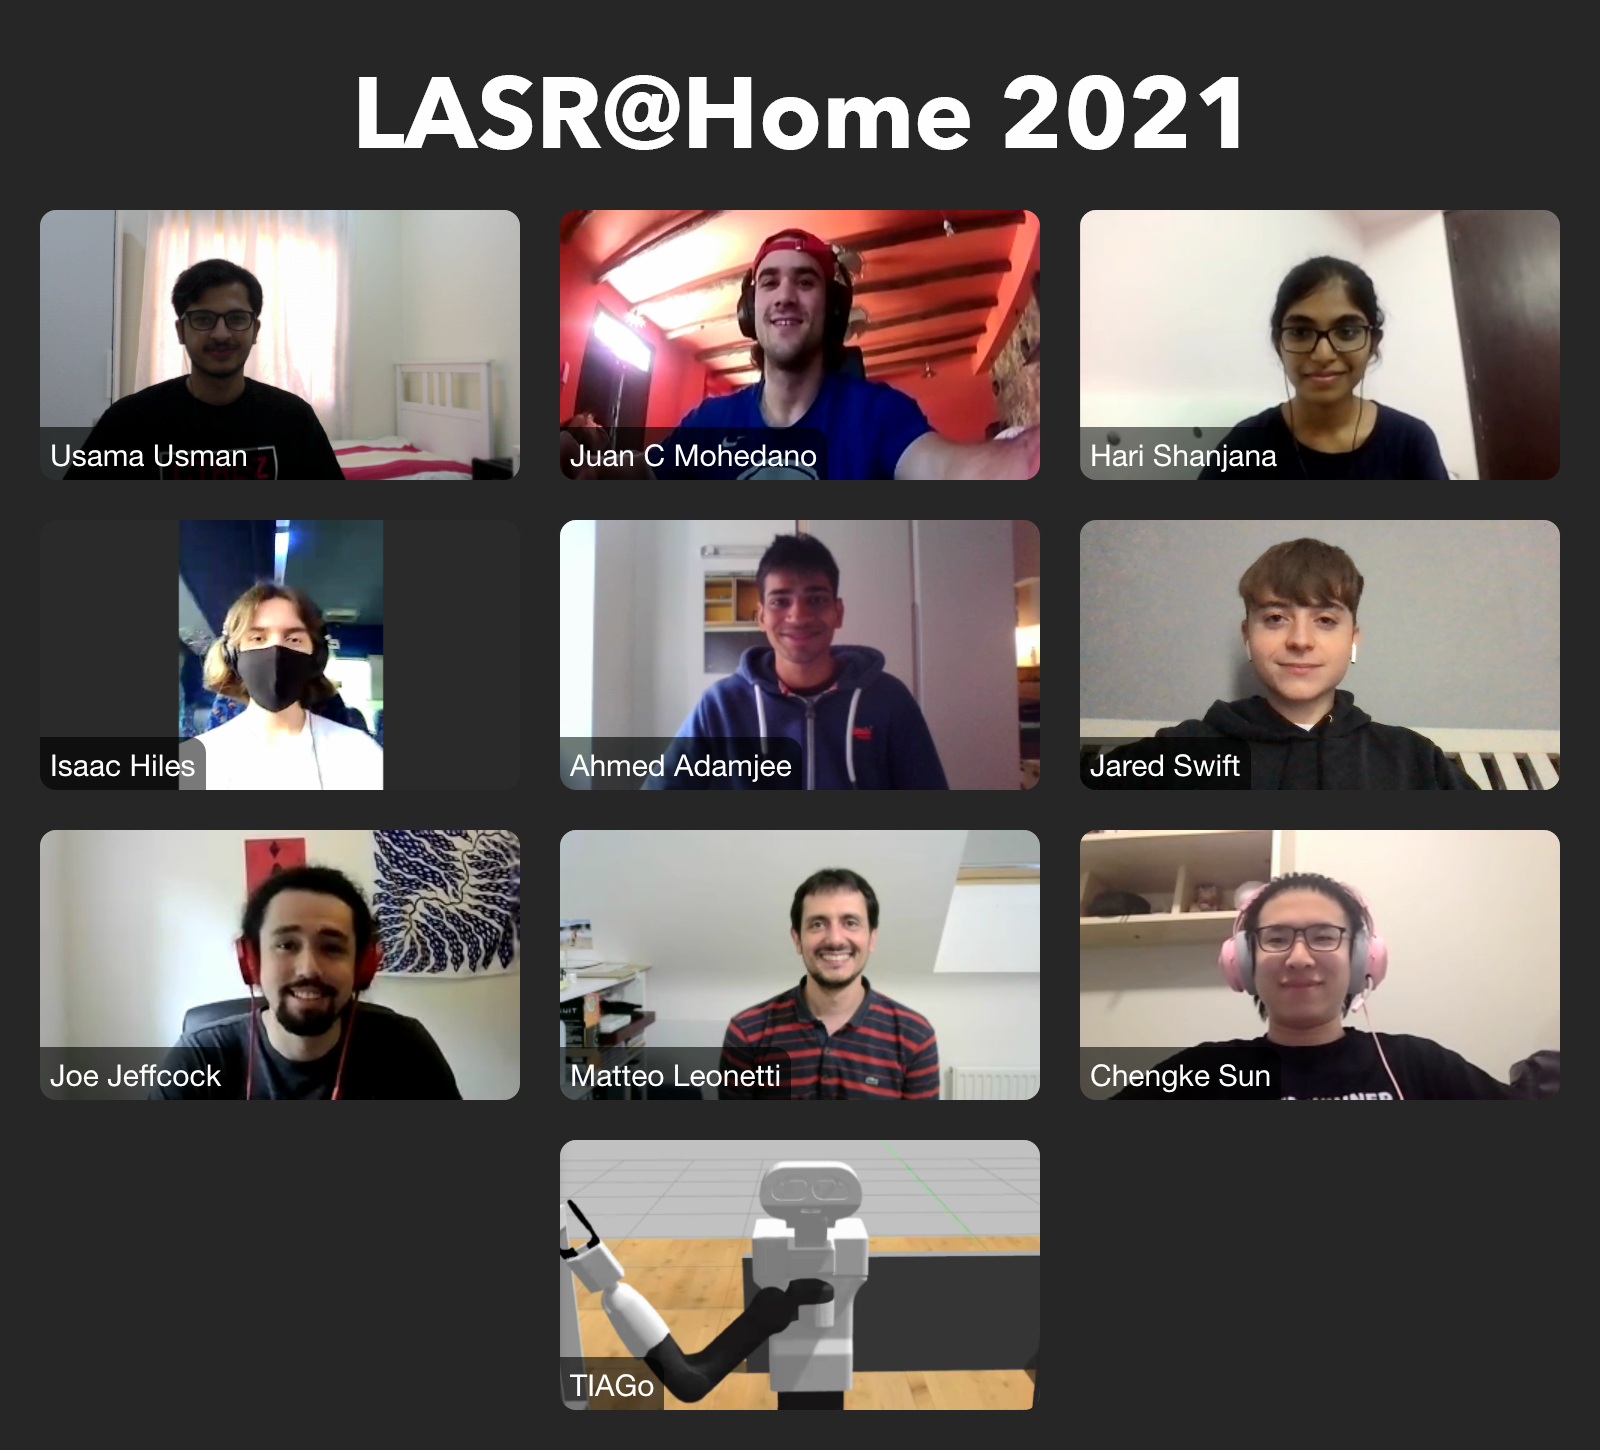 LASR@Home 2021
Usama Usman
Juan C Mohedano
Hari Shanjana
Isaac Hiles
Ahmed Adamjee
Jared Swift
Joe Jeffcock
Matteo Leonetti
Chengke Sun
TIAGo